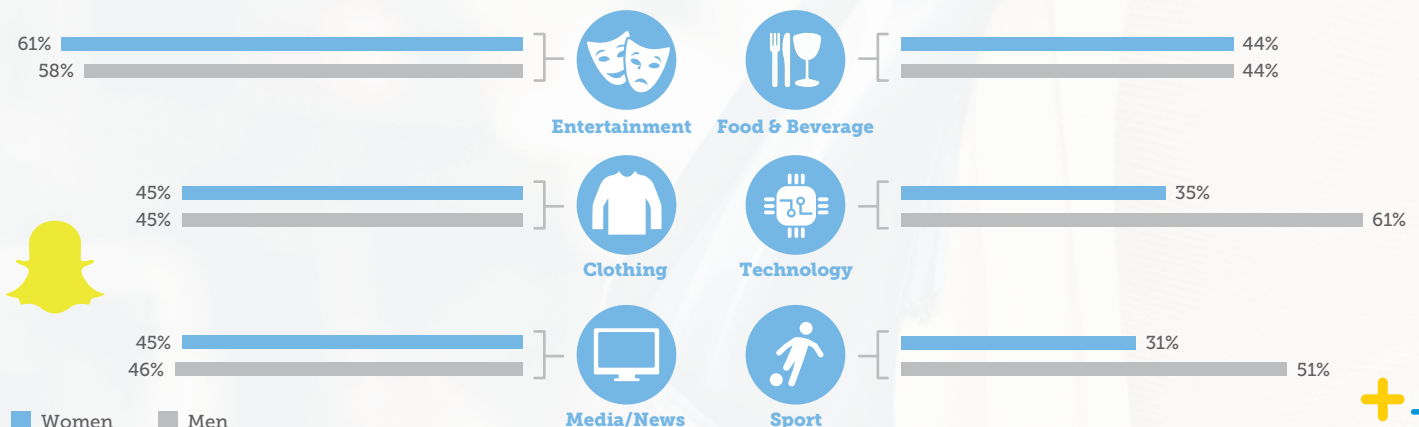 61%
58%
Entertainment
44%
44%
Food & Beverage
45%
45%
Clothing
35%
61%
Technology
45%
46%
Media/News
31%
51%
Sport
Women
Men